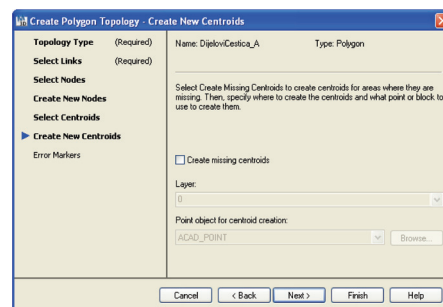 Create Polygon Topology - Create New Centroids
Topology Type (Required)
Select Links (Required)
Select Nodes
Create New Nodes
Select Centroids
Create New Centroids
Error Markers
Name: DijeloviCestica_A Type: Polygon
Select Create Missing Centroids to create centroids for areas where they are
missing. Then, specify where to create the centroids and what point or block to
use to create them.
Create missing centroids
Layer:
0
Point object for centroid creation:
ACAD_POINT
Browse...
Cancel < Back Next > Finish Help